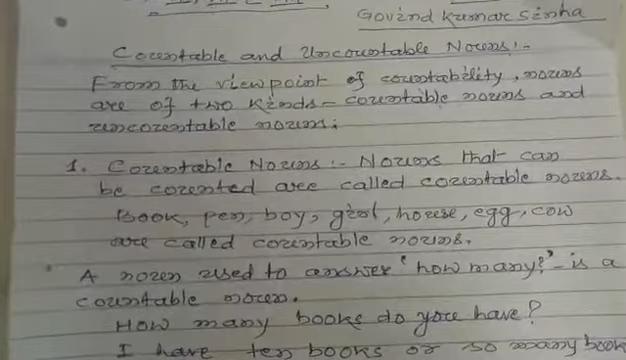 Govind Kumar Sinha
Countable and Uncountable Nouns:-
From the viewpoint of countability, nouns
are of two kinds - countable nouns and
uncountable nouns.
1. Countable Nouns :- Nouns that can
be counted are called countable nouns.
Book, pen, boy, girl, house, egg, cow
are called countable nouns.
A noun used to answer 'how many?' - is a
countable noun.
How many books do you have?
I have ten books or so many book